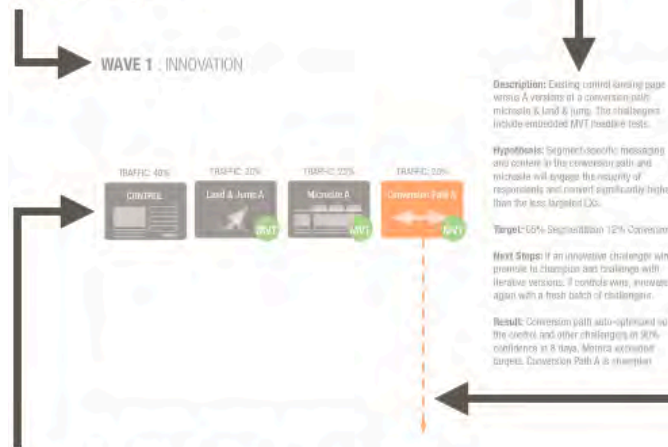 WAVE 1 : INNOVATION
TRAFFIC: 40%
TRAFFIC: 20%
TRAFFIC: 20%
TRAFFIC: 20%
CONTROL
Land & Jump A
Microsite A
Conversion Path A
MVT
MVT
MVT
Description: Existing control landing page
versus A versions of a conversion path
microsite & land & jump. The challengers
include embedded MVT headline tests.
Hypothesis: Segment-specific messaging
and content in the conversion path and
microsite will engage the majority of
respondents and convert significantly higher
than the less targeted
Target: 65% Segmentation 12% Conversion
Next Steps: If an innovative challenger wins
promote to champion and challenge with
iterative versions. If controls wins, innovate
again with a fresh batch of challengers.
Result: Conversion path auto-optimized
the control and other challengers in 90%
confidence in 8 days. Metrics exceeded
targets. Conversion Path A is champion